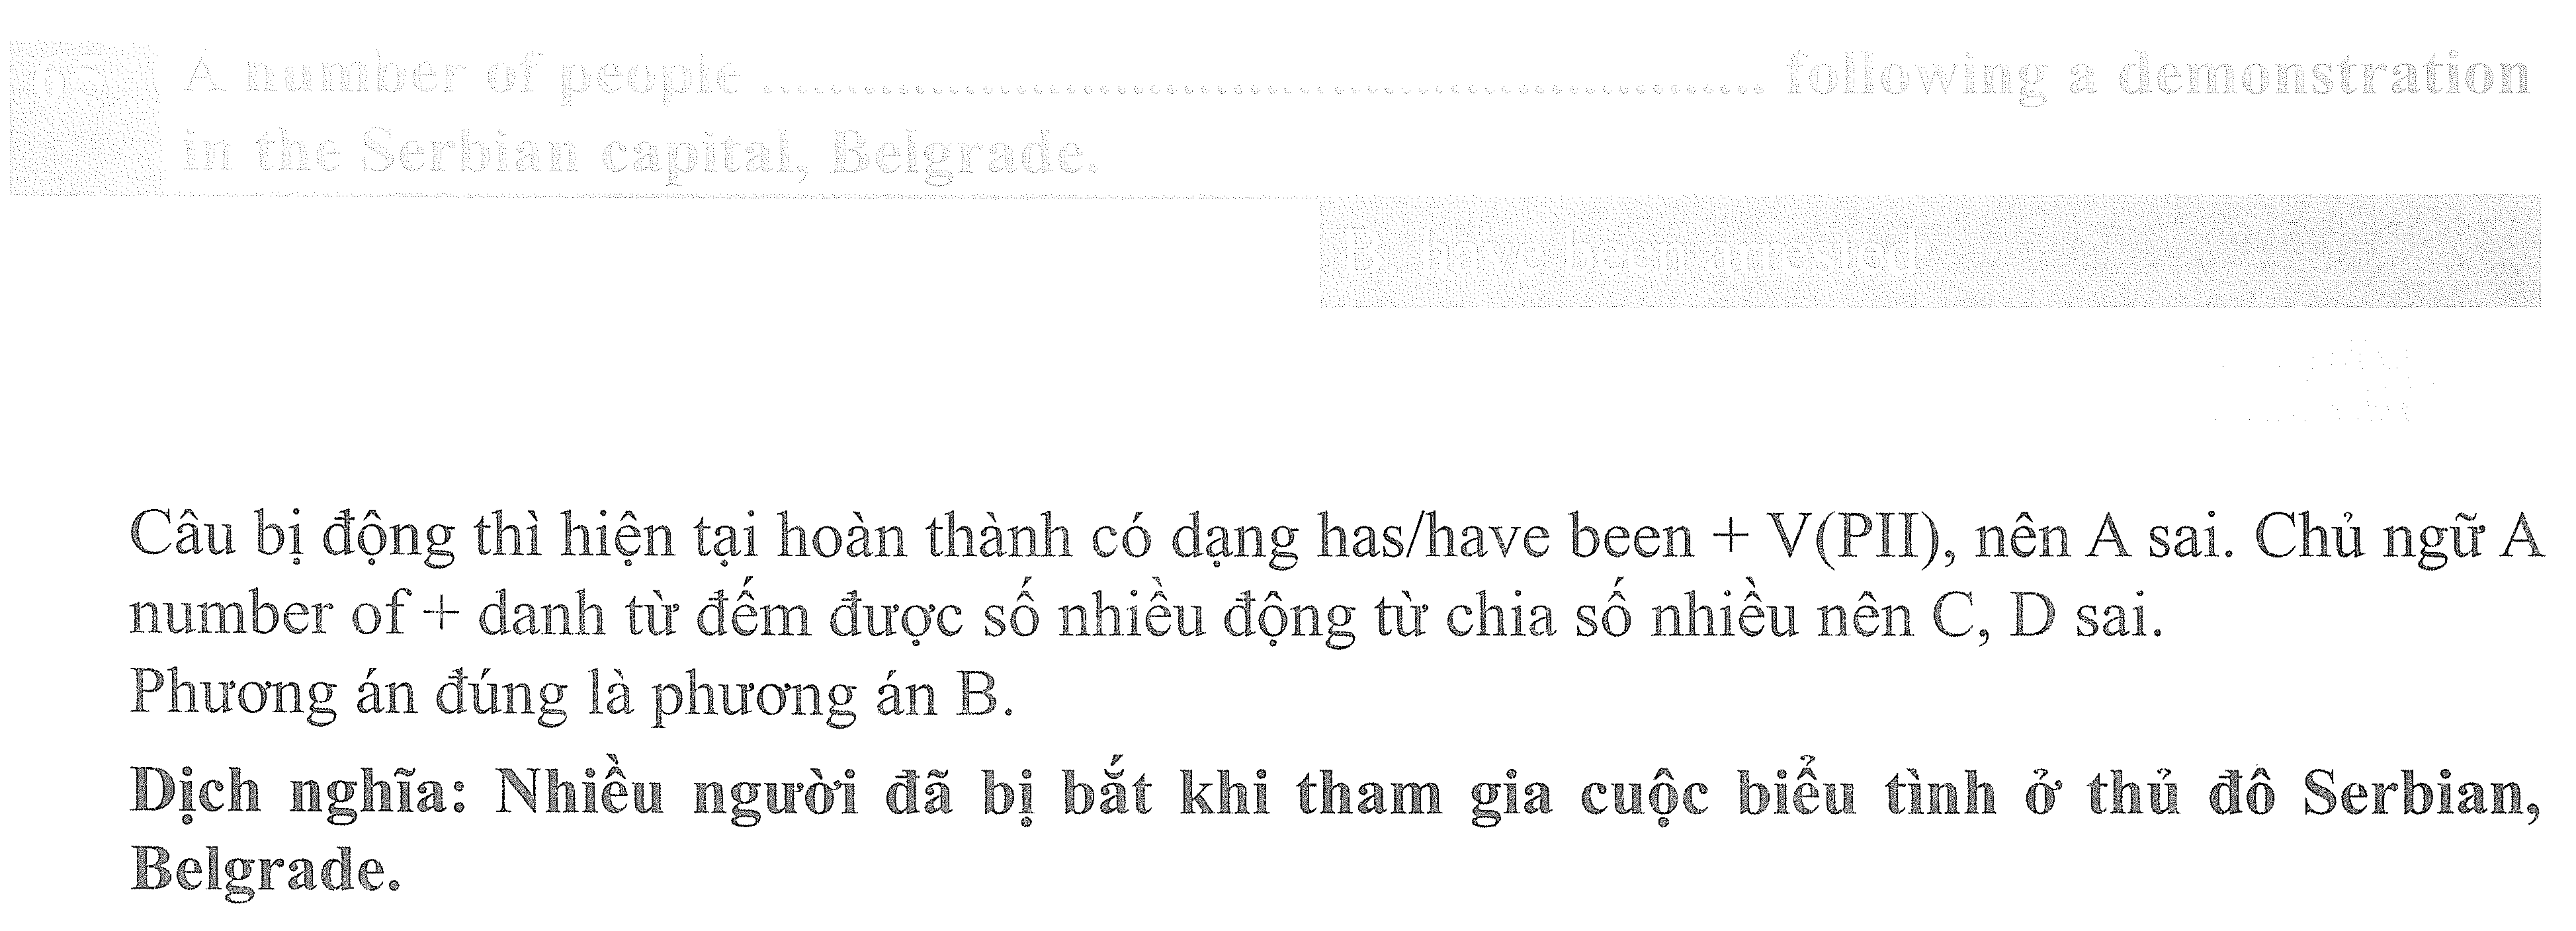 A number of people ........................................................... following a demonstration
in the Serbian capital, Belgrade.
B. have been arrested
Câu bị động thì hiện tại hoàn thành có dạng has/have been + V(PII), nên A sai. Chủ ngữ A
number of + danh từ đếm được số nhiều động từ chia số nhiều nên C, D sai.
Phương án đúng là phương án B.
Dịch nghĩa: Nhiều người đã bị bắt khi tham gia cuộc biểu tình ở thủ đô Serbian,
Belgrade.